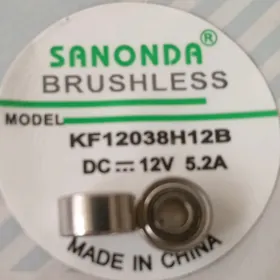 SANONDA®
BRUSHLESS
MODEL
KF12038H12B
DC ⎓ 12V 5.2A
MADE IN CHINA